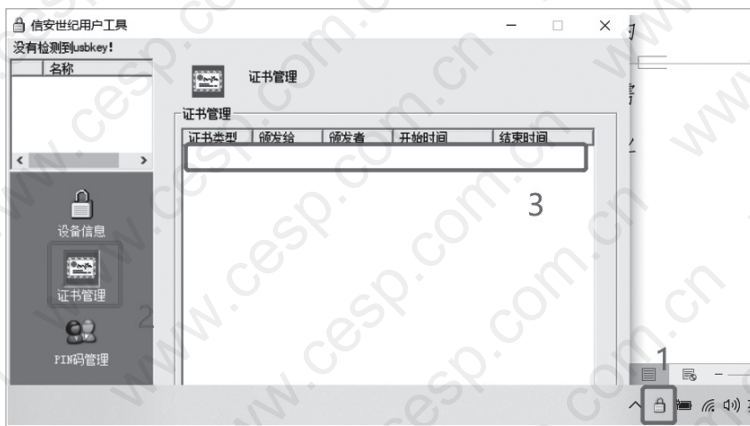 信安世纪用户工具
没有检测到usbkey!
名称
证书管理
证书管理
证书类型 颁发给 颁发者 开始时间 结束时间
3
设备信息
证书管理
2
PIN码管理
1
www.cesp.com.cn